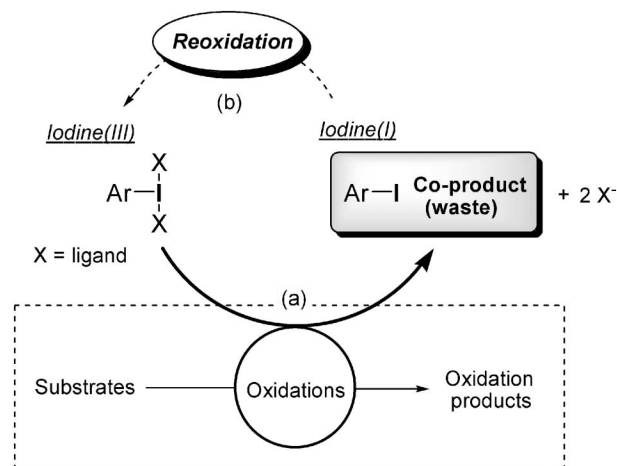 Reoxidation
(b)
Iodine(III)
Iodine(I)
X
Ar—I
X
Ar—I Co-product
(waste)
+ 2 X-
X = ligand
(a)
Substrates
Oxidations
Oxidation
products